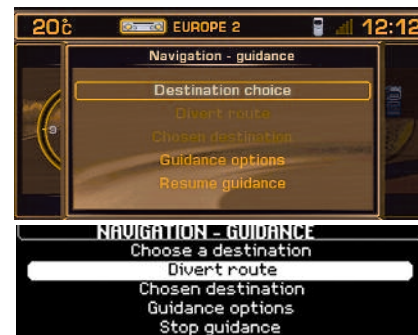 20č EUROPE 2 12:12
Navigation - guidance
Destination choice
Divert route
Chosen destination
Guidance options
Resume guidance
NAVIGATION - GUIDANCE
Choose a destination
Divert route
Chosen destination
Guidance options
Stop guidance